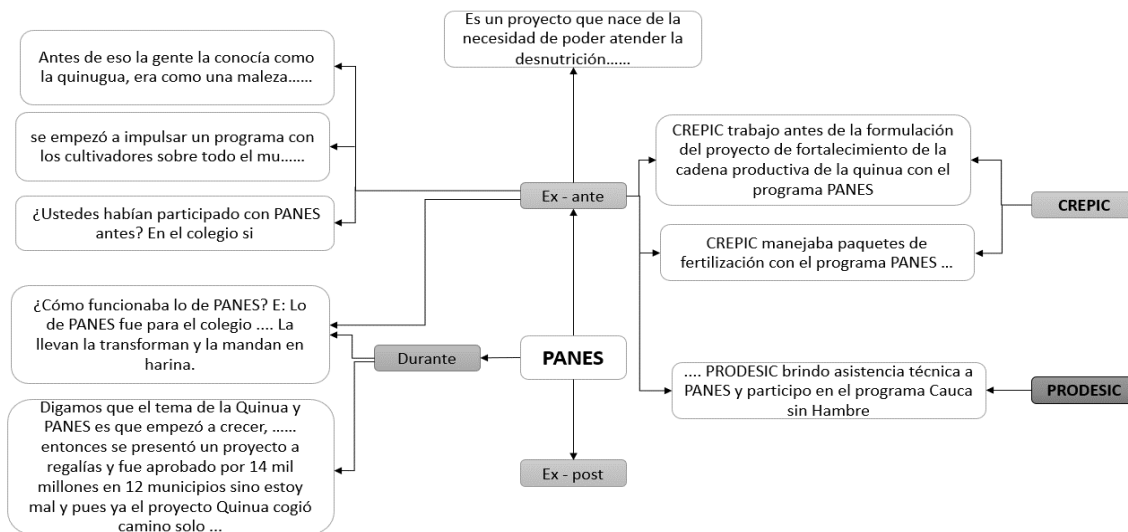 Es un proyecto que nace de la
necesidad de poder atender la
desnutrición......
Antes de eso la gente la conocía como
la quinugua, era como una maleza......
se empezó a impulsar un programa con
los cultivadores sobre todo el mu......
¿Ustedes habían participado con PANES
antes? En el colegio si
¿Cómo funcionaba lo de PANES? E: Lo
de PANES fue para el colegio .... La
llevan la transforman y la mandan en
harina.
Digamos que el tema de la Quinua y
PANES es que empezó a crecer, ......
entonces se presentó un proyecto a
regalías y fue aprobado por 14 mil
millones en 12 municipios sino estoy
mal y pues ya el proyecto Quinua cogió
camino solo ...
Ex - ante
Durante
PANES
Ex - post
CREPIC trabajo antes de la formulación
del proyecto de fortalecimiento de la
cadena productiva de la quinua con el
programa PANES
CREPIC manejaba paquetes de
fertilización con el programa PANES ...
.... PRODESIC brindo asistencia técnica a
PANES y participo en el programa Cauca
sin Hambre
CREPIC
PRODESIC